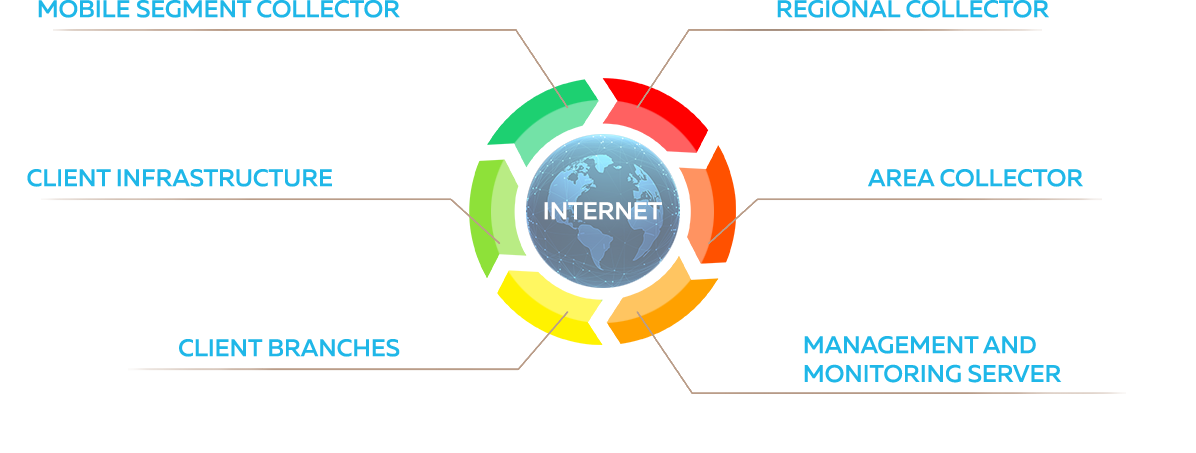 MOBILE SEGMENT COLLECTOR
REGIONAL COLLECTOR
CLIENT INFRASTRUCTURE
AREA COLLECTOR
INTERNET
CLIENT BRANCHES
MANAGEMENT AND
MONITORING SERVER